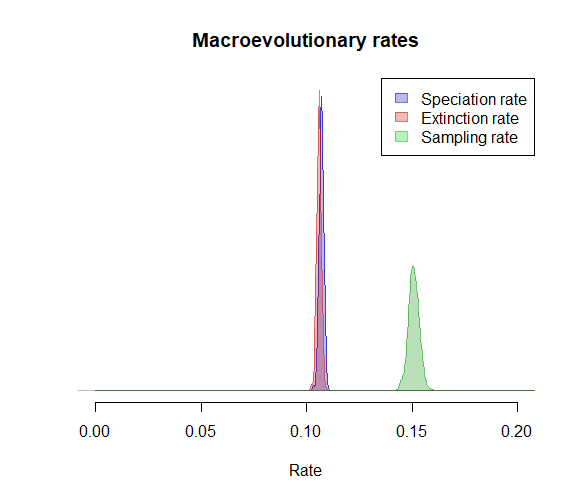 Macroevolutionary rates
Speciation rate
Extinction rate
Sampling rate
0.00 0.05 0.10 0.15 0.20
Rate